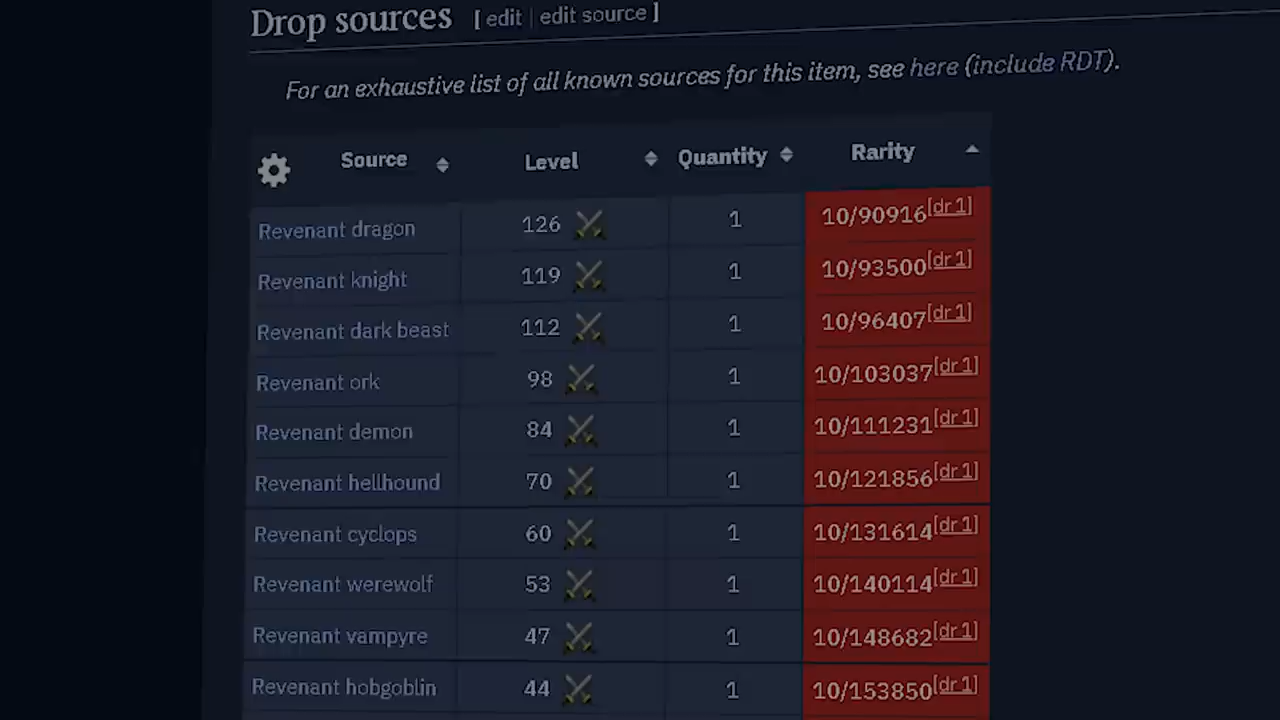 Drop sources [ edit | edit source ]
For an exhaustive list of all known sources for this item, see here (include RDT).
Source Level Quantity Rarity
Revenant dragon 126 1 10/90916[dr 1]
Revenant knight 119 1 10/93500[dr 1]
Revenant dark beast 112 1 10/96407[dr 1]
Revenant ork 98 1 10/103037[dr 1]
Revenant demon 84 1 10/111231[dr 1]
Revenant hellhound 70 1 10/121856[dr 1]
Revenant cyclops 60 1 10/131614[dr 1]
Revenant werewolf 53 1 10/140114[dr 1]
Revenant vampyre 47 1 10/148682[dr 1]
Revenant hobgoblin 44 1 10/153850[dr 1]